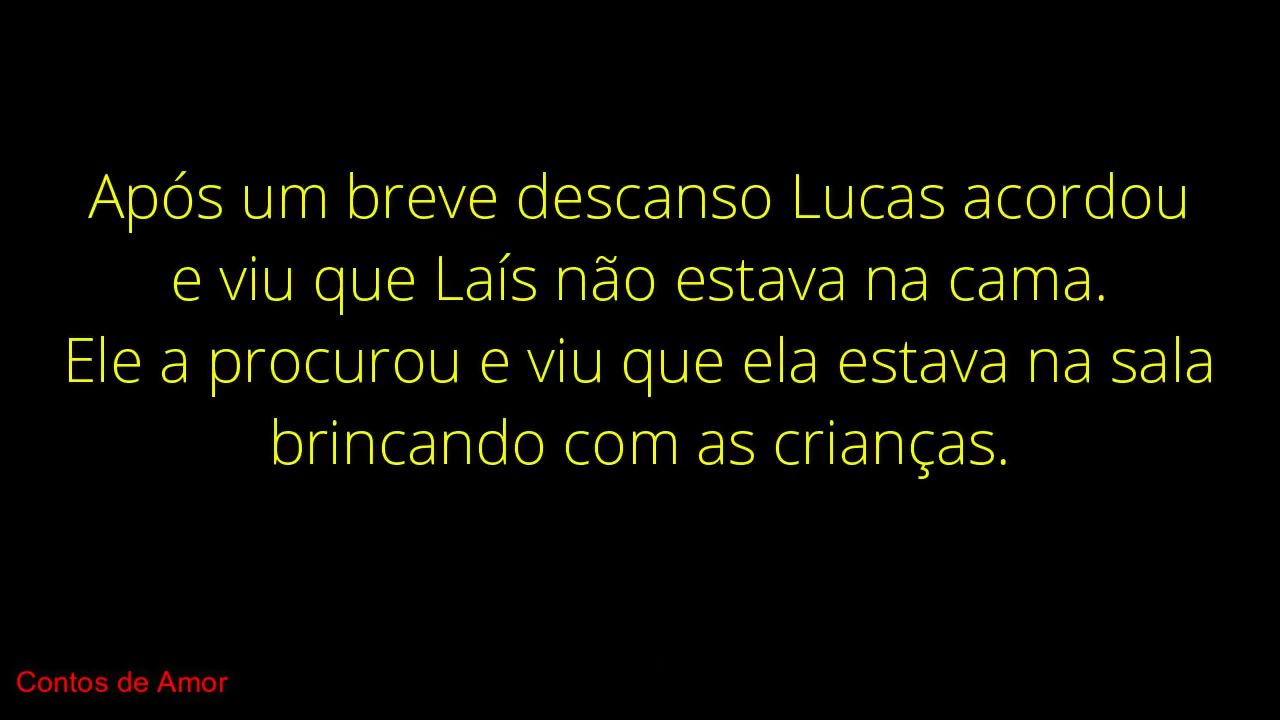 Após um breve descanso Lucas acordou
e viu que Laís não estava na cama.
Ele a procurou e viu que ela estava na sala
brincando com as crianças.
Contos de Amor